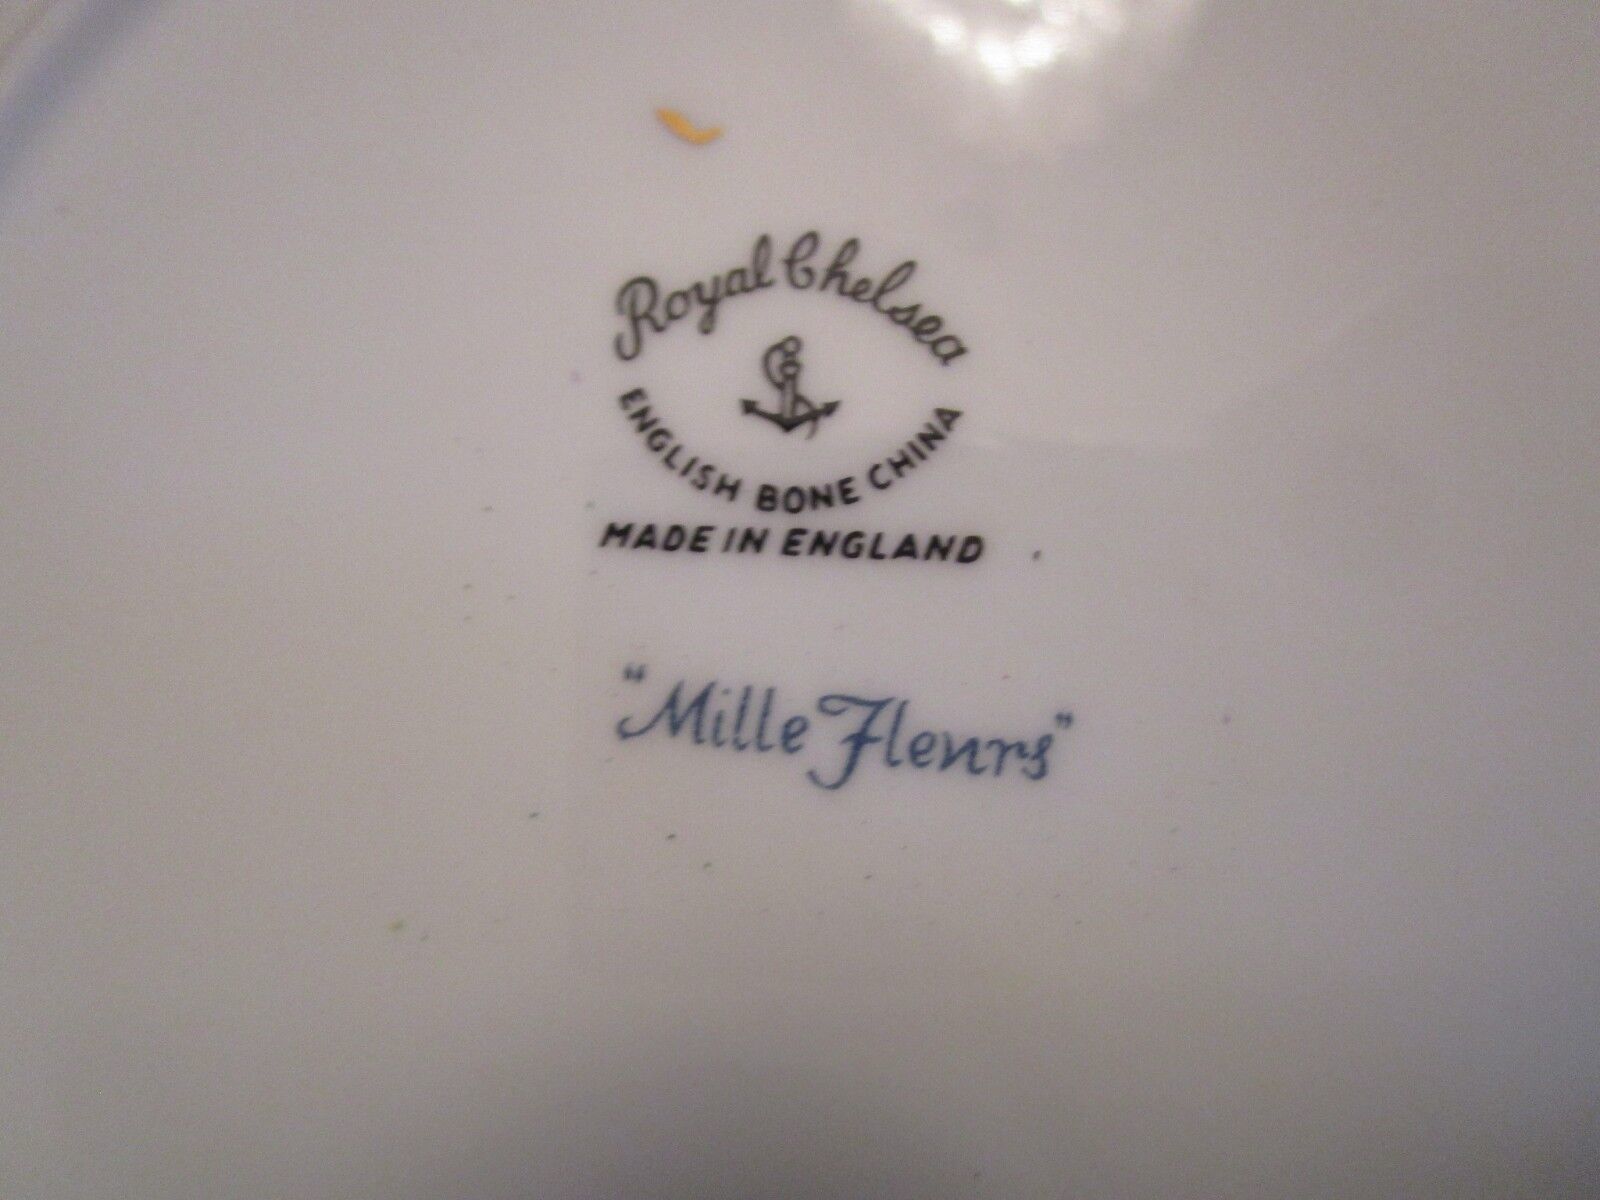 Royal Chelsea
ENGLISH BONE CHINA
MADE IN ENGLAND
"Mille Fleurs"